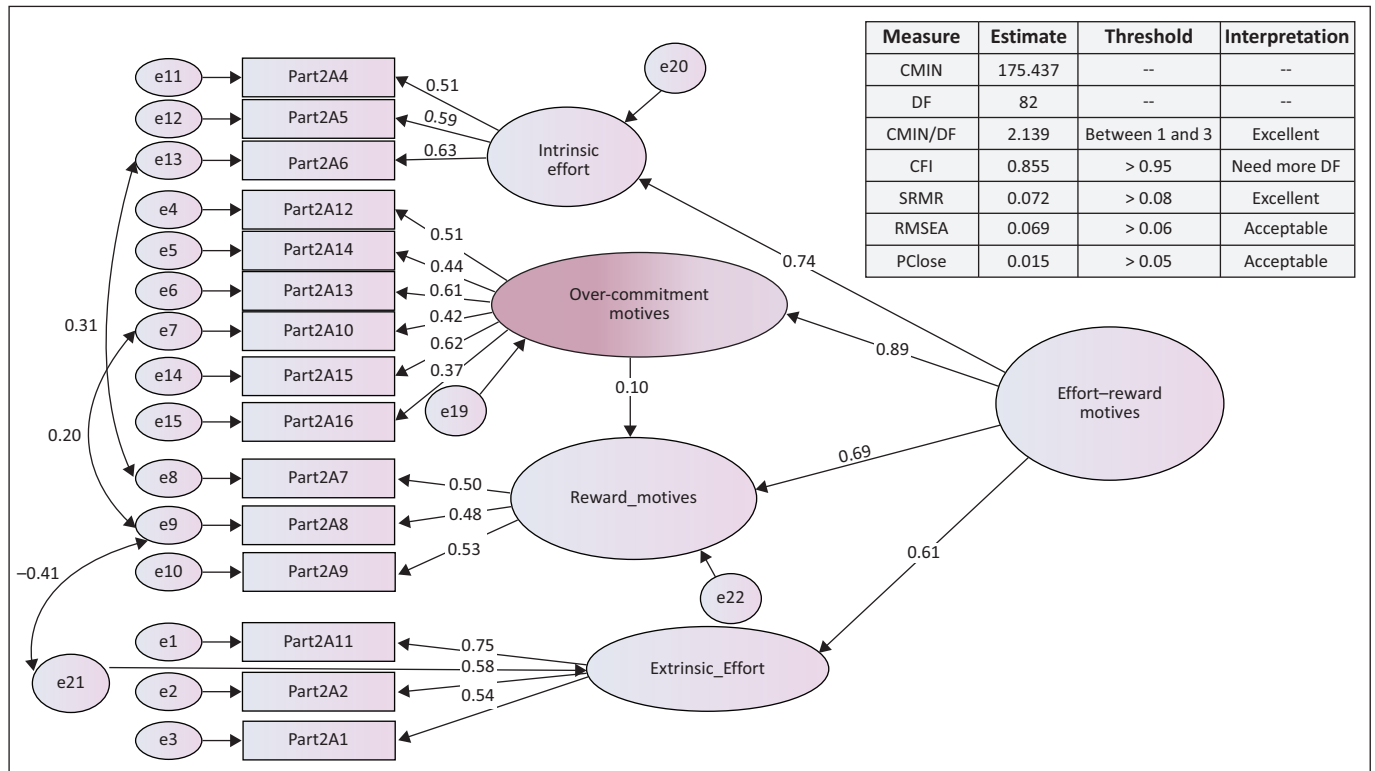 Measure Estimate Threshold Interpretation
CMIN 175.437 -- --
DF 82 -- --
CMIN/DF 2.139 Between 1 and 3 Excellent
CFI 0.855 > 0.95 Need more DF
SRMR 0.072 > 0.08 Excellent
RMSEA 0.069 > 0.06 Acceptable
PClose 0.015 > 0.05 Acceptable
e20
e11 Part2A4 0.51
e12 Part2A5 0.59
e13 Part2A6 0.63
Intrinsic
effort
e4 Part2A12 0.51
e5 Part2A14 0.44
e6 Part2A13 0.61
e7 Part2A10 0.42
e14 Part2A15 0.62
e15 Part2A16 0.37
Over-commitment
motives
e19
0.74
0.89
0.10
0.69
0.61
Effort–reward
motives
0.31
0.20
–0.41
e8 Part2A7 0.50
e9 Part2A8 0.48
e10 Part2A9 0.53
Reward_motives
e22
e1 Part2A11 0.75
e21 0.58
e2 Part2A2 0.54
e3 Part2A1
Extrinsic_Effort